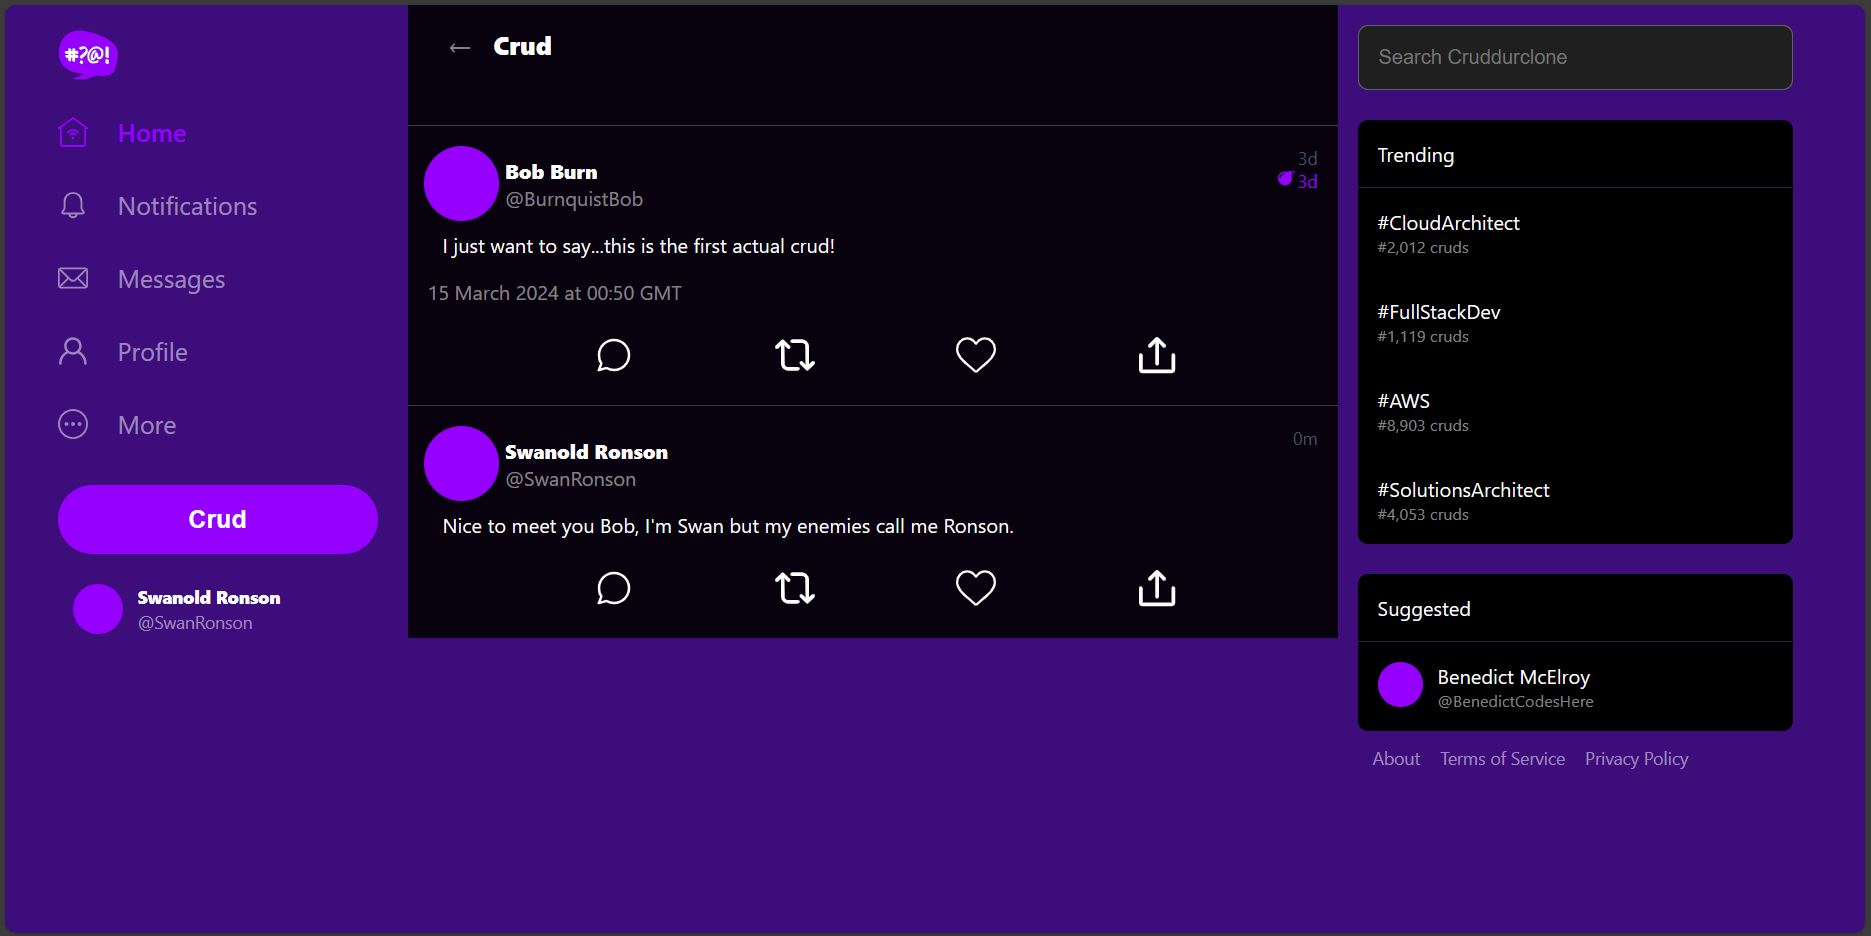 #?@!
Home
Notifications
Messages
Profile
More
Crud
Swanold Ronson
@SwanRonson
← Crud
Bob Burn
@BurnquistBob
3d
3d
I just want to say...this is the first actual crud!
15 March 2024 at 00:50 GMT
Swanold Ronson
@SwanRonson
0m
Nice to meet you Bob, I'm Swan but my enemies call me Ronson.
Search Cruddurclone
Trending
#CloudArchitect
#2,012 cruds
#FullStackDev
#1,119 cruds
#AWS
#8,903 cruds
#SolutionsArchitect
#4,053 cruds
Suggested
Benedict McElroy
@BenedictCodesHere
About Terms of Service Privacy Policy